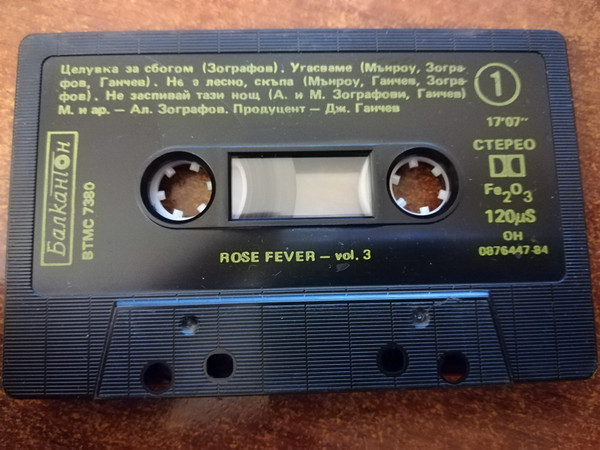 Целувка за сбогом (Зографов). Угасваме (Мънроу, Зогра-
фов, Ганчев). Не е лесно, скъпа (Мънроу, Ганчев, Зогра-
фов). Не заспивай тази нощ (А. и М. Зографови, Ганчев)
М. и ар. — Ал. Зографов. Продуцент — Дж. Ганчев
1
17'07"
СТЕРЕО
Fe2O3
120µS
ОН
0876447-84
Балкантон
ВТМС 7380
ROSE FEVER — vol. 3